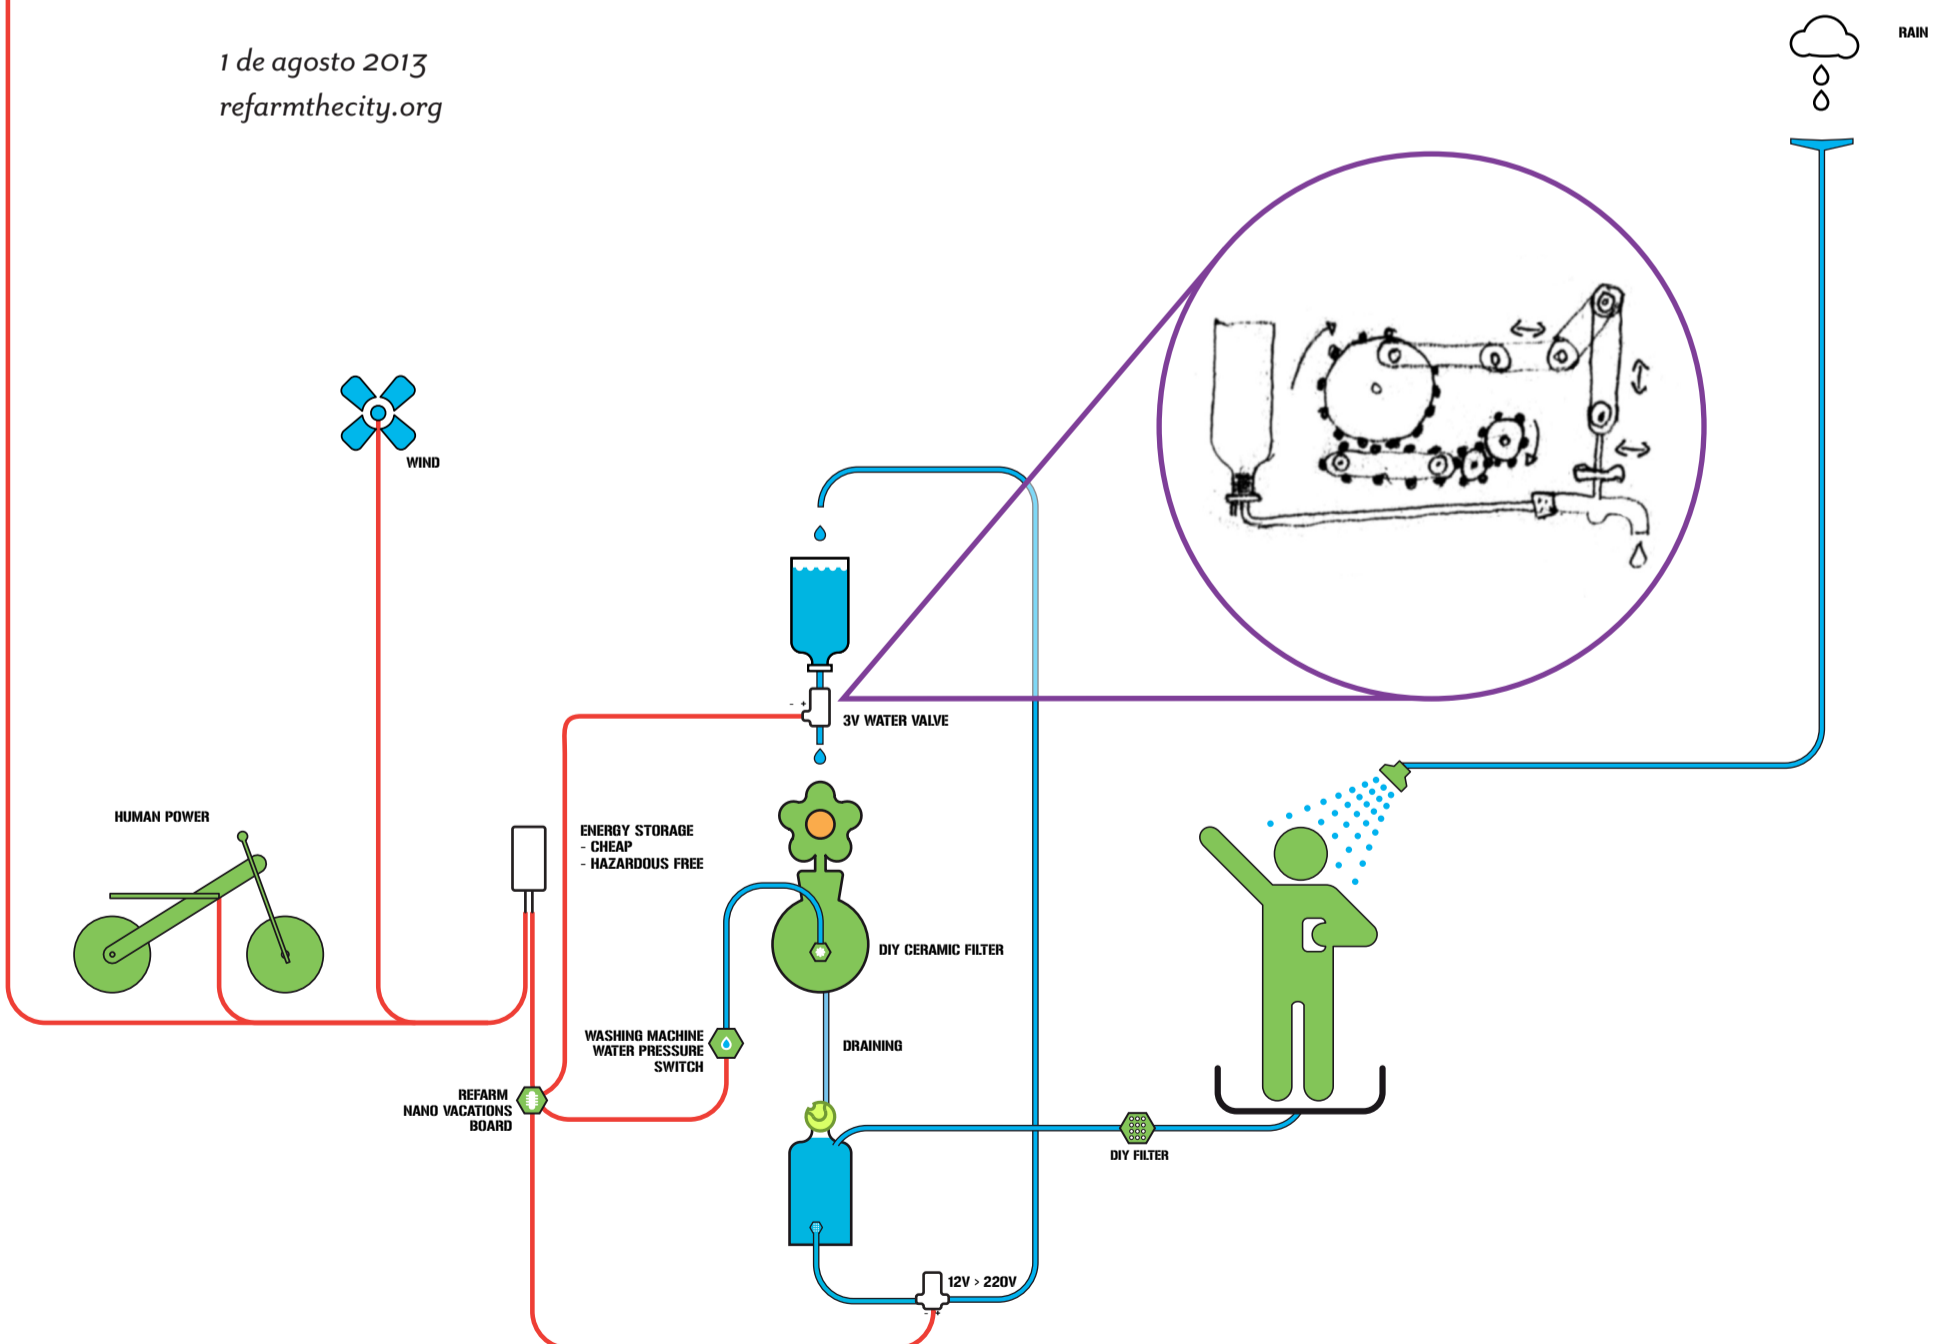 1 de agosto 2013
refarmthecity.org
RAIN
WIND
- +
3V WATER VALVE
HUMAN POWER
ENERGY STORAGE
- CHEAP
- HAZARDOUS FREE
DIY CERAMIC FILTER
WASHING MACHINE
WATER PRESSURE
SWITCH
DRAINING
REFARM
NANO VACATIONS
BOARD
DIY FILTER
12V > 220V
- +